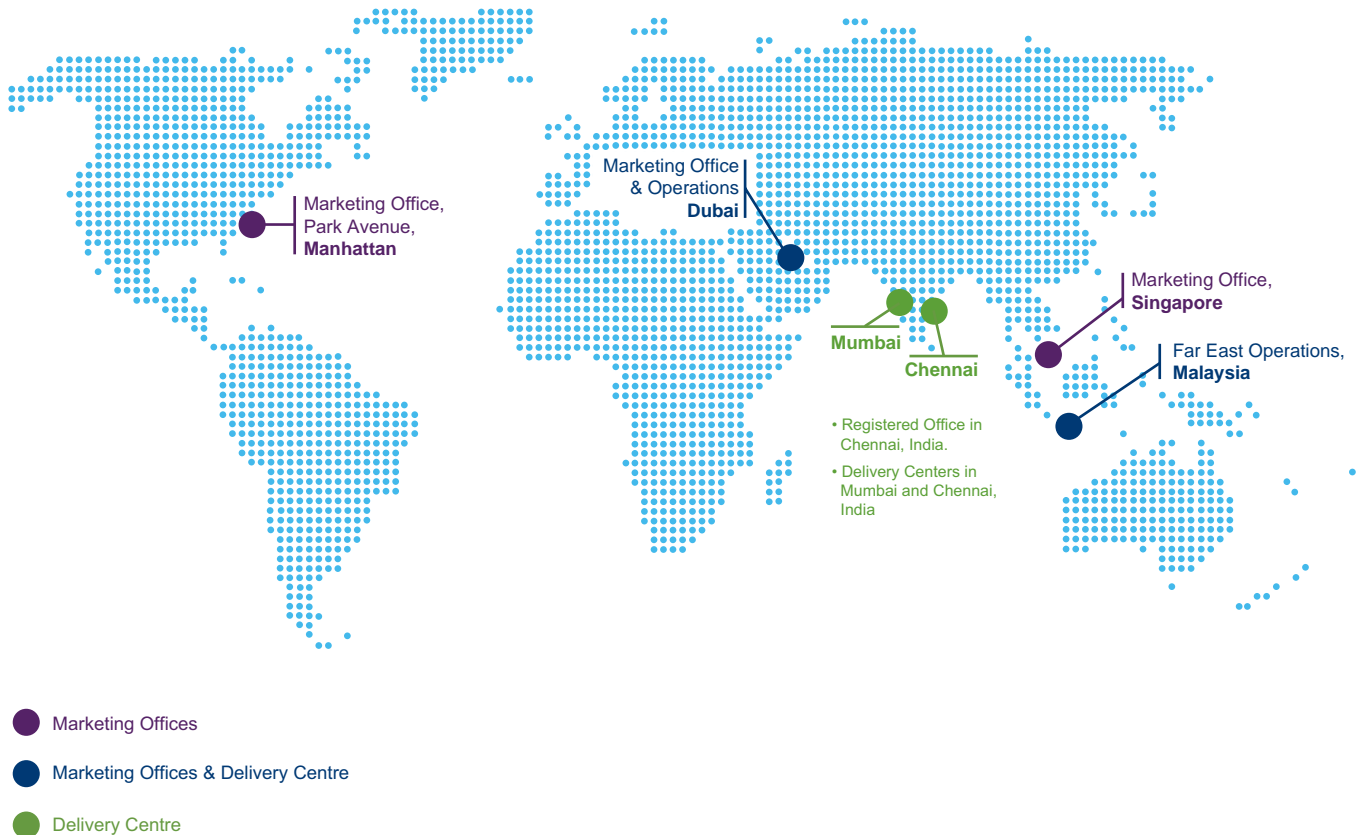 Marketing Office
& Operations
Dubai
Marketing Office,
Park Avenue,
Manhattan
Marketing Office,
Singapore
Mumbai
Chennai
Far East Operations,
Malaysia
• Registered Office in
Chennai, India.
• Delivery Centers in
Mumbai and Chennai,
India
Marketing Offices
Marketing Offices & Delivery Centre
Delivery Centre